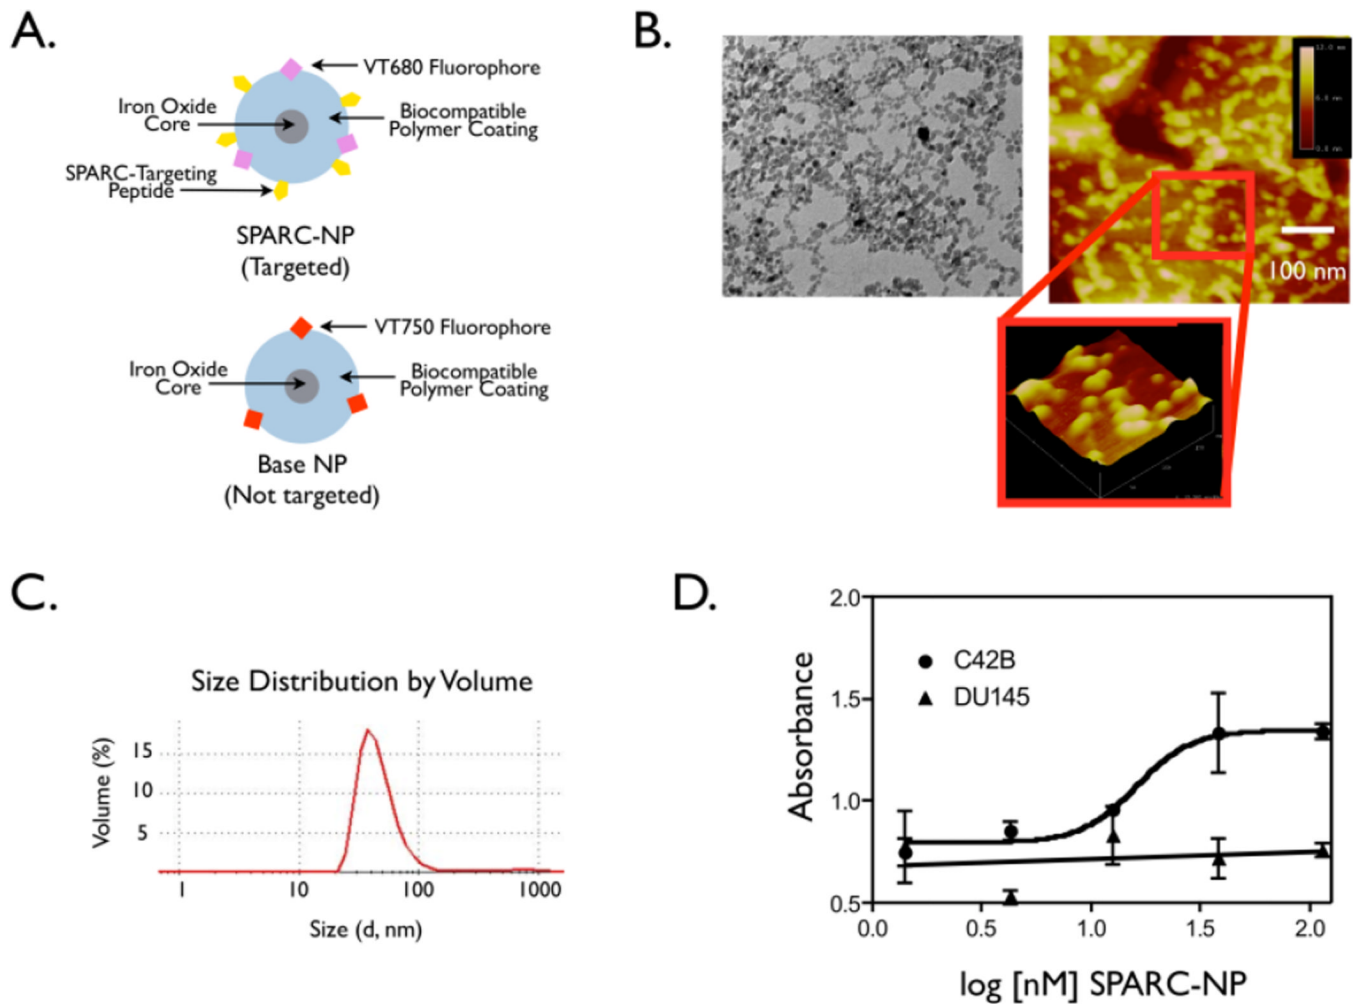 A.
VT680 Fluorophore
Iron Oxide
Core
Biocompatible
Polymer Coating
SPARC-Targeting
Peptide
SPARC-NP
(Targeted)
VT750 Fluorophore
Iron Oxide
Core
Biocompatible
Polymer Coating
Base NP
(Not targeted)
B.
100 nm
C.
Size Distribution by Volume
Volume (%)
15
10
5
1
10
100
1000
Size (d, nm)
D.
Absorbance
2.0
1.5
1.0
0.5
C42B
DU145
0.0
0.5
1.0
1.5
2.0
log [nM] SPARC-NP